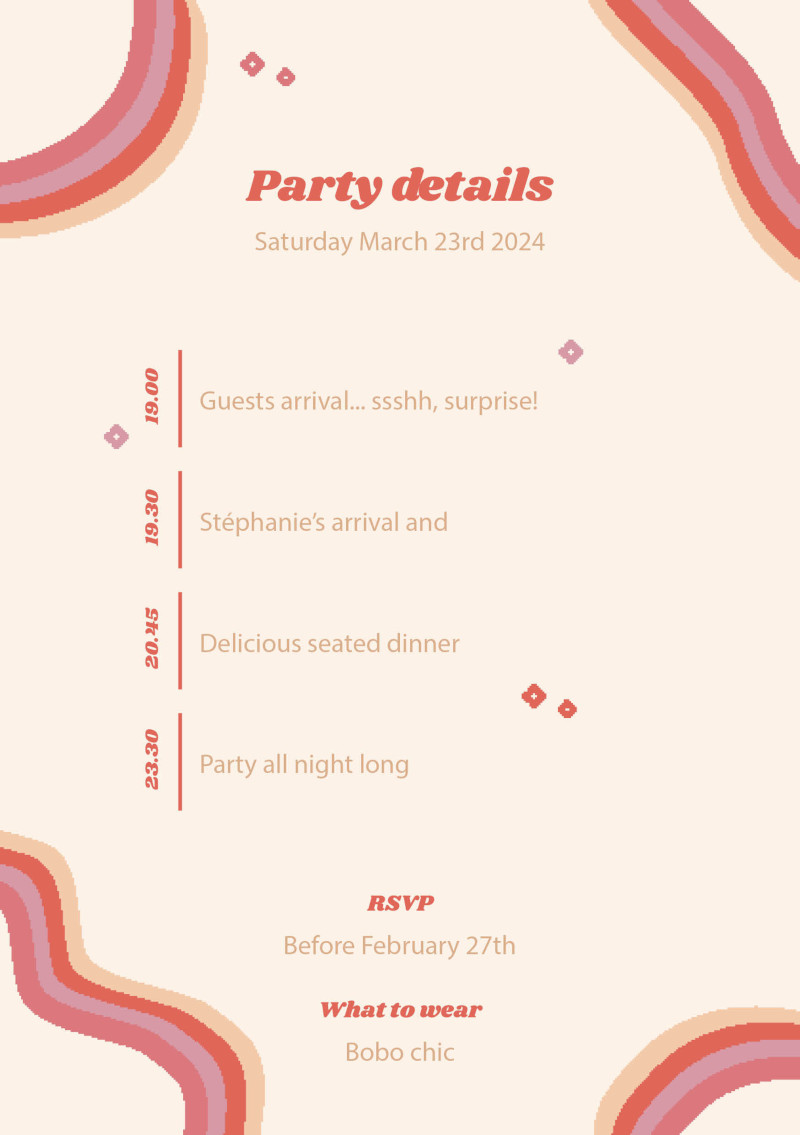 Party details
Saturday March 23rd 2024
19.00
Guests arrival... ssshh, surprise!
19.30
Stéphanie’s arrival and
20.45
Delicious seated dinner
23.30
Party all night long
RSVP
Before February 27th
What to wear
Bobo chic